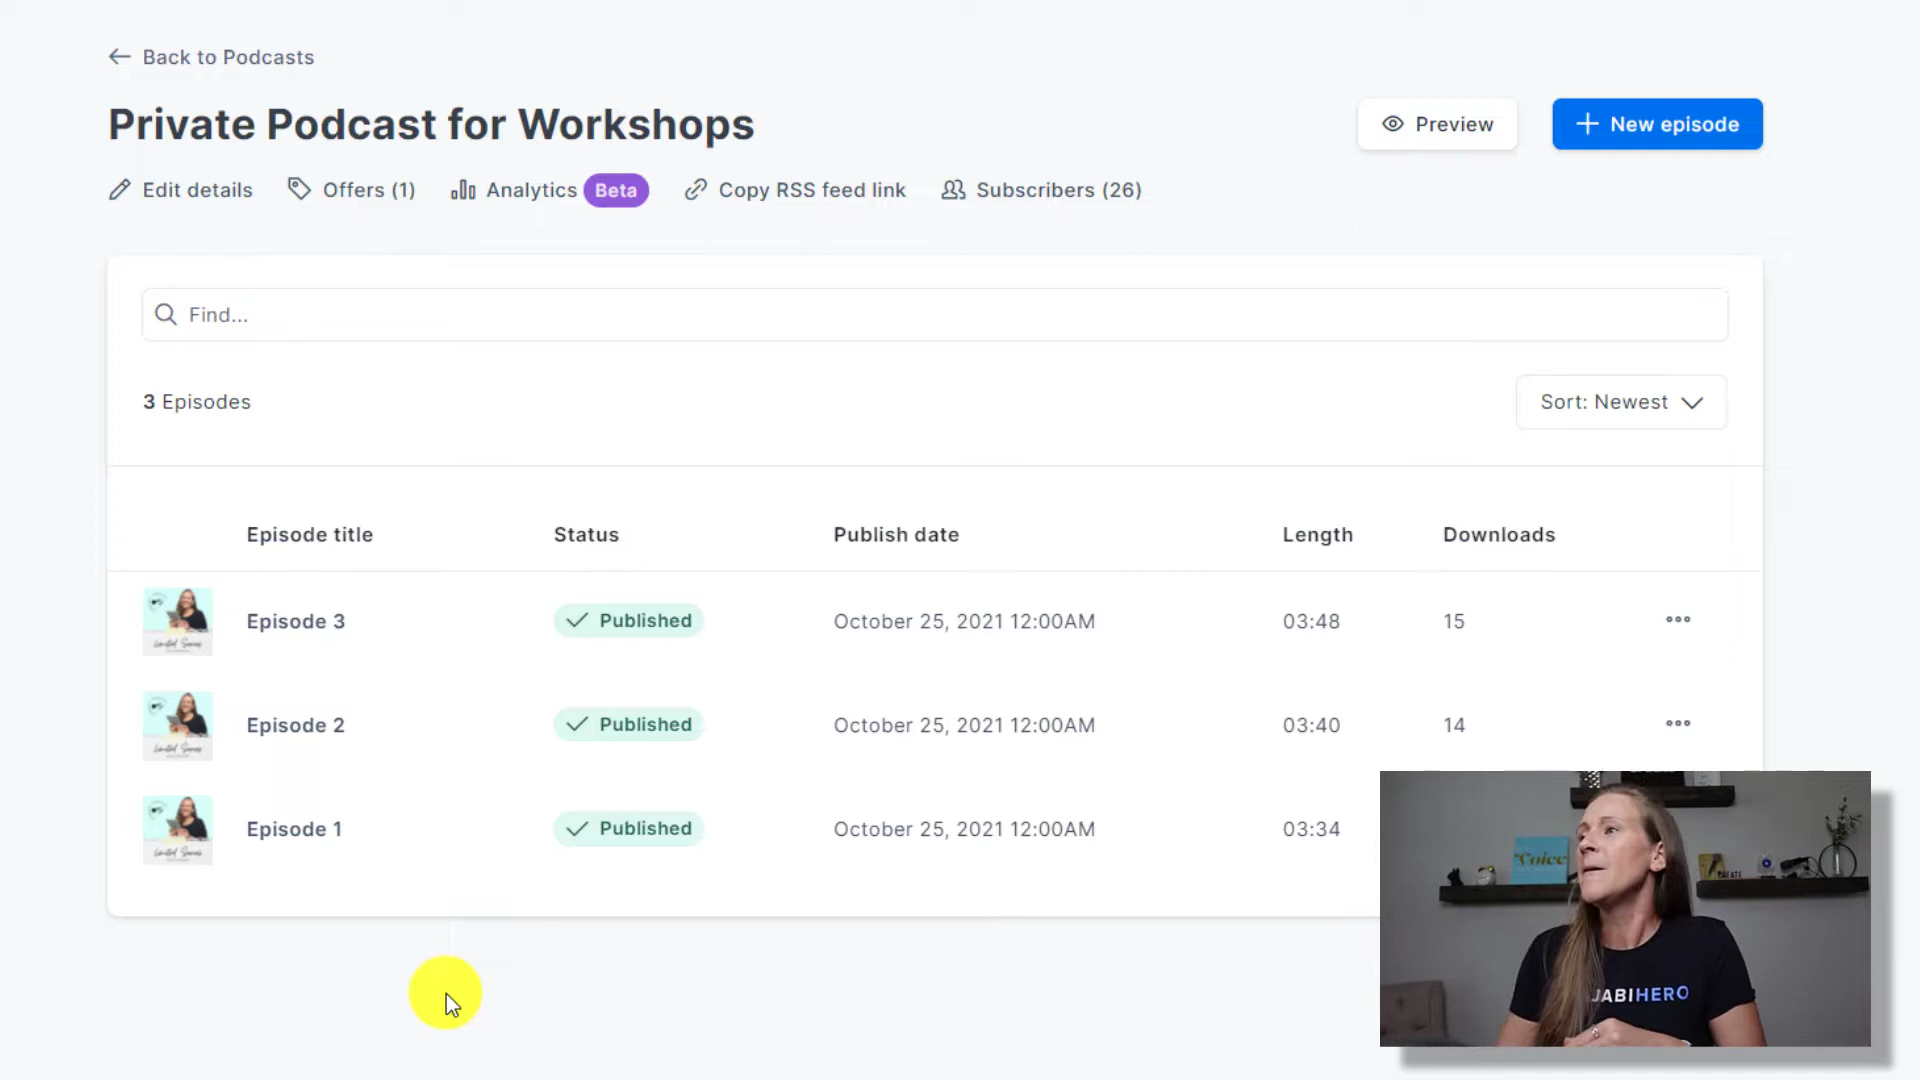 Back to Podcasts
Private Podcast for Workshops
Preview
New episode
Edit details
Offers (1)
Analytics Beta
Copy RSS feed link
Subscribers (26)
Find...
3 Episodes
Sort: Newest
Episode title Status Publish date Length Downloads
Episode 3 Published October 25, 2021 12:00AM 03:48 15
Episode 2 Published October 25, 2021 12:00AM 03:40 14
Episode 1 Published October 25, 2021 12:00AM 03:34
Voice
CREATE
JABIHERO